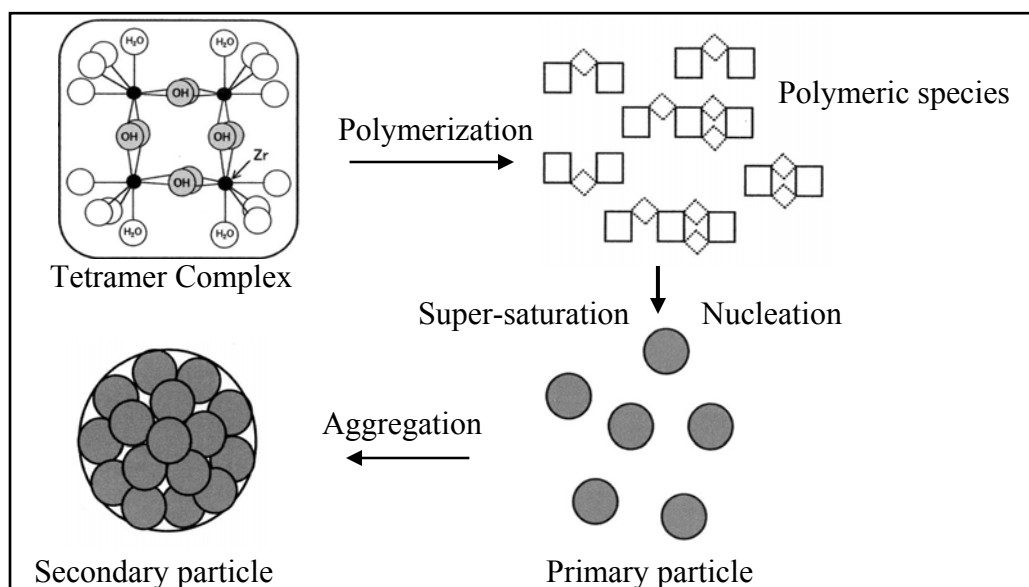 H₂O H₂O
OH
OH OH
Zr
OH
H₂O H₂O
Tetramer Complex
Polymerization
Polymeric species
Super-saturation Nucleation
Aggregation
Secondary particle
Primary particle